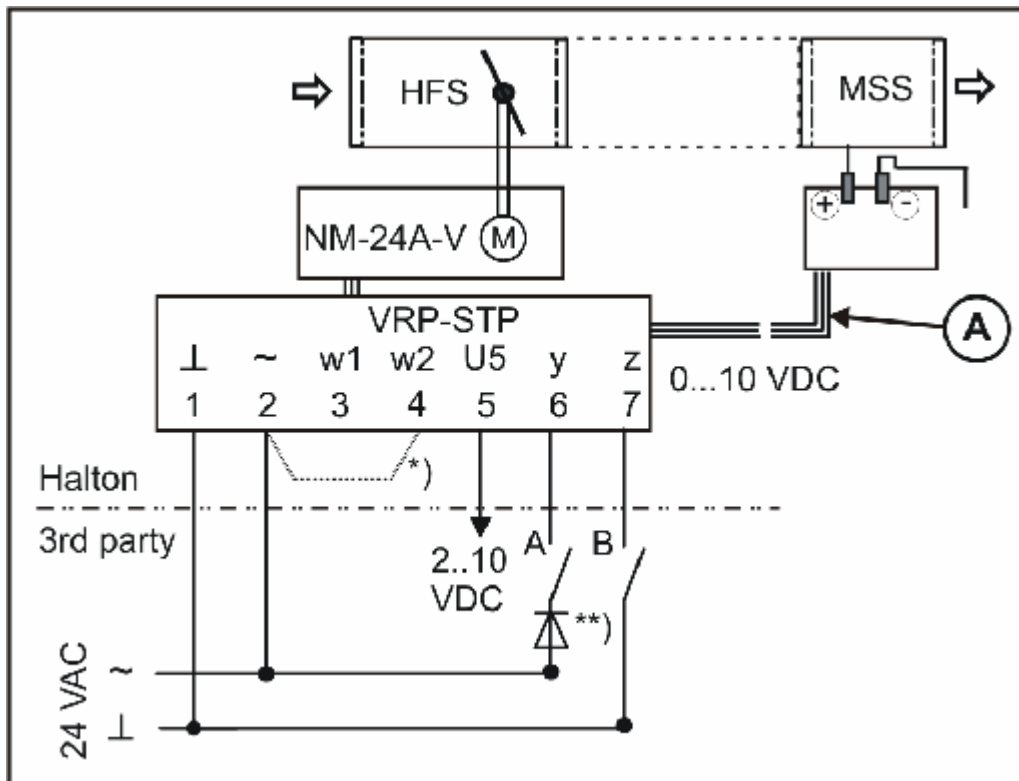 HFS
MSS
NM-24A-V M
+ -
VRP-STP
⊥ ~ w1 w2 U5 y z
1 2 3 4 5 6 7
A
0...10 VDC
*)
Halton
3rd party
A B
2..10
VDC
**)
24 VAC ~
⊥